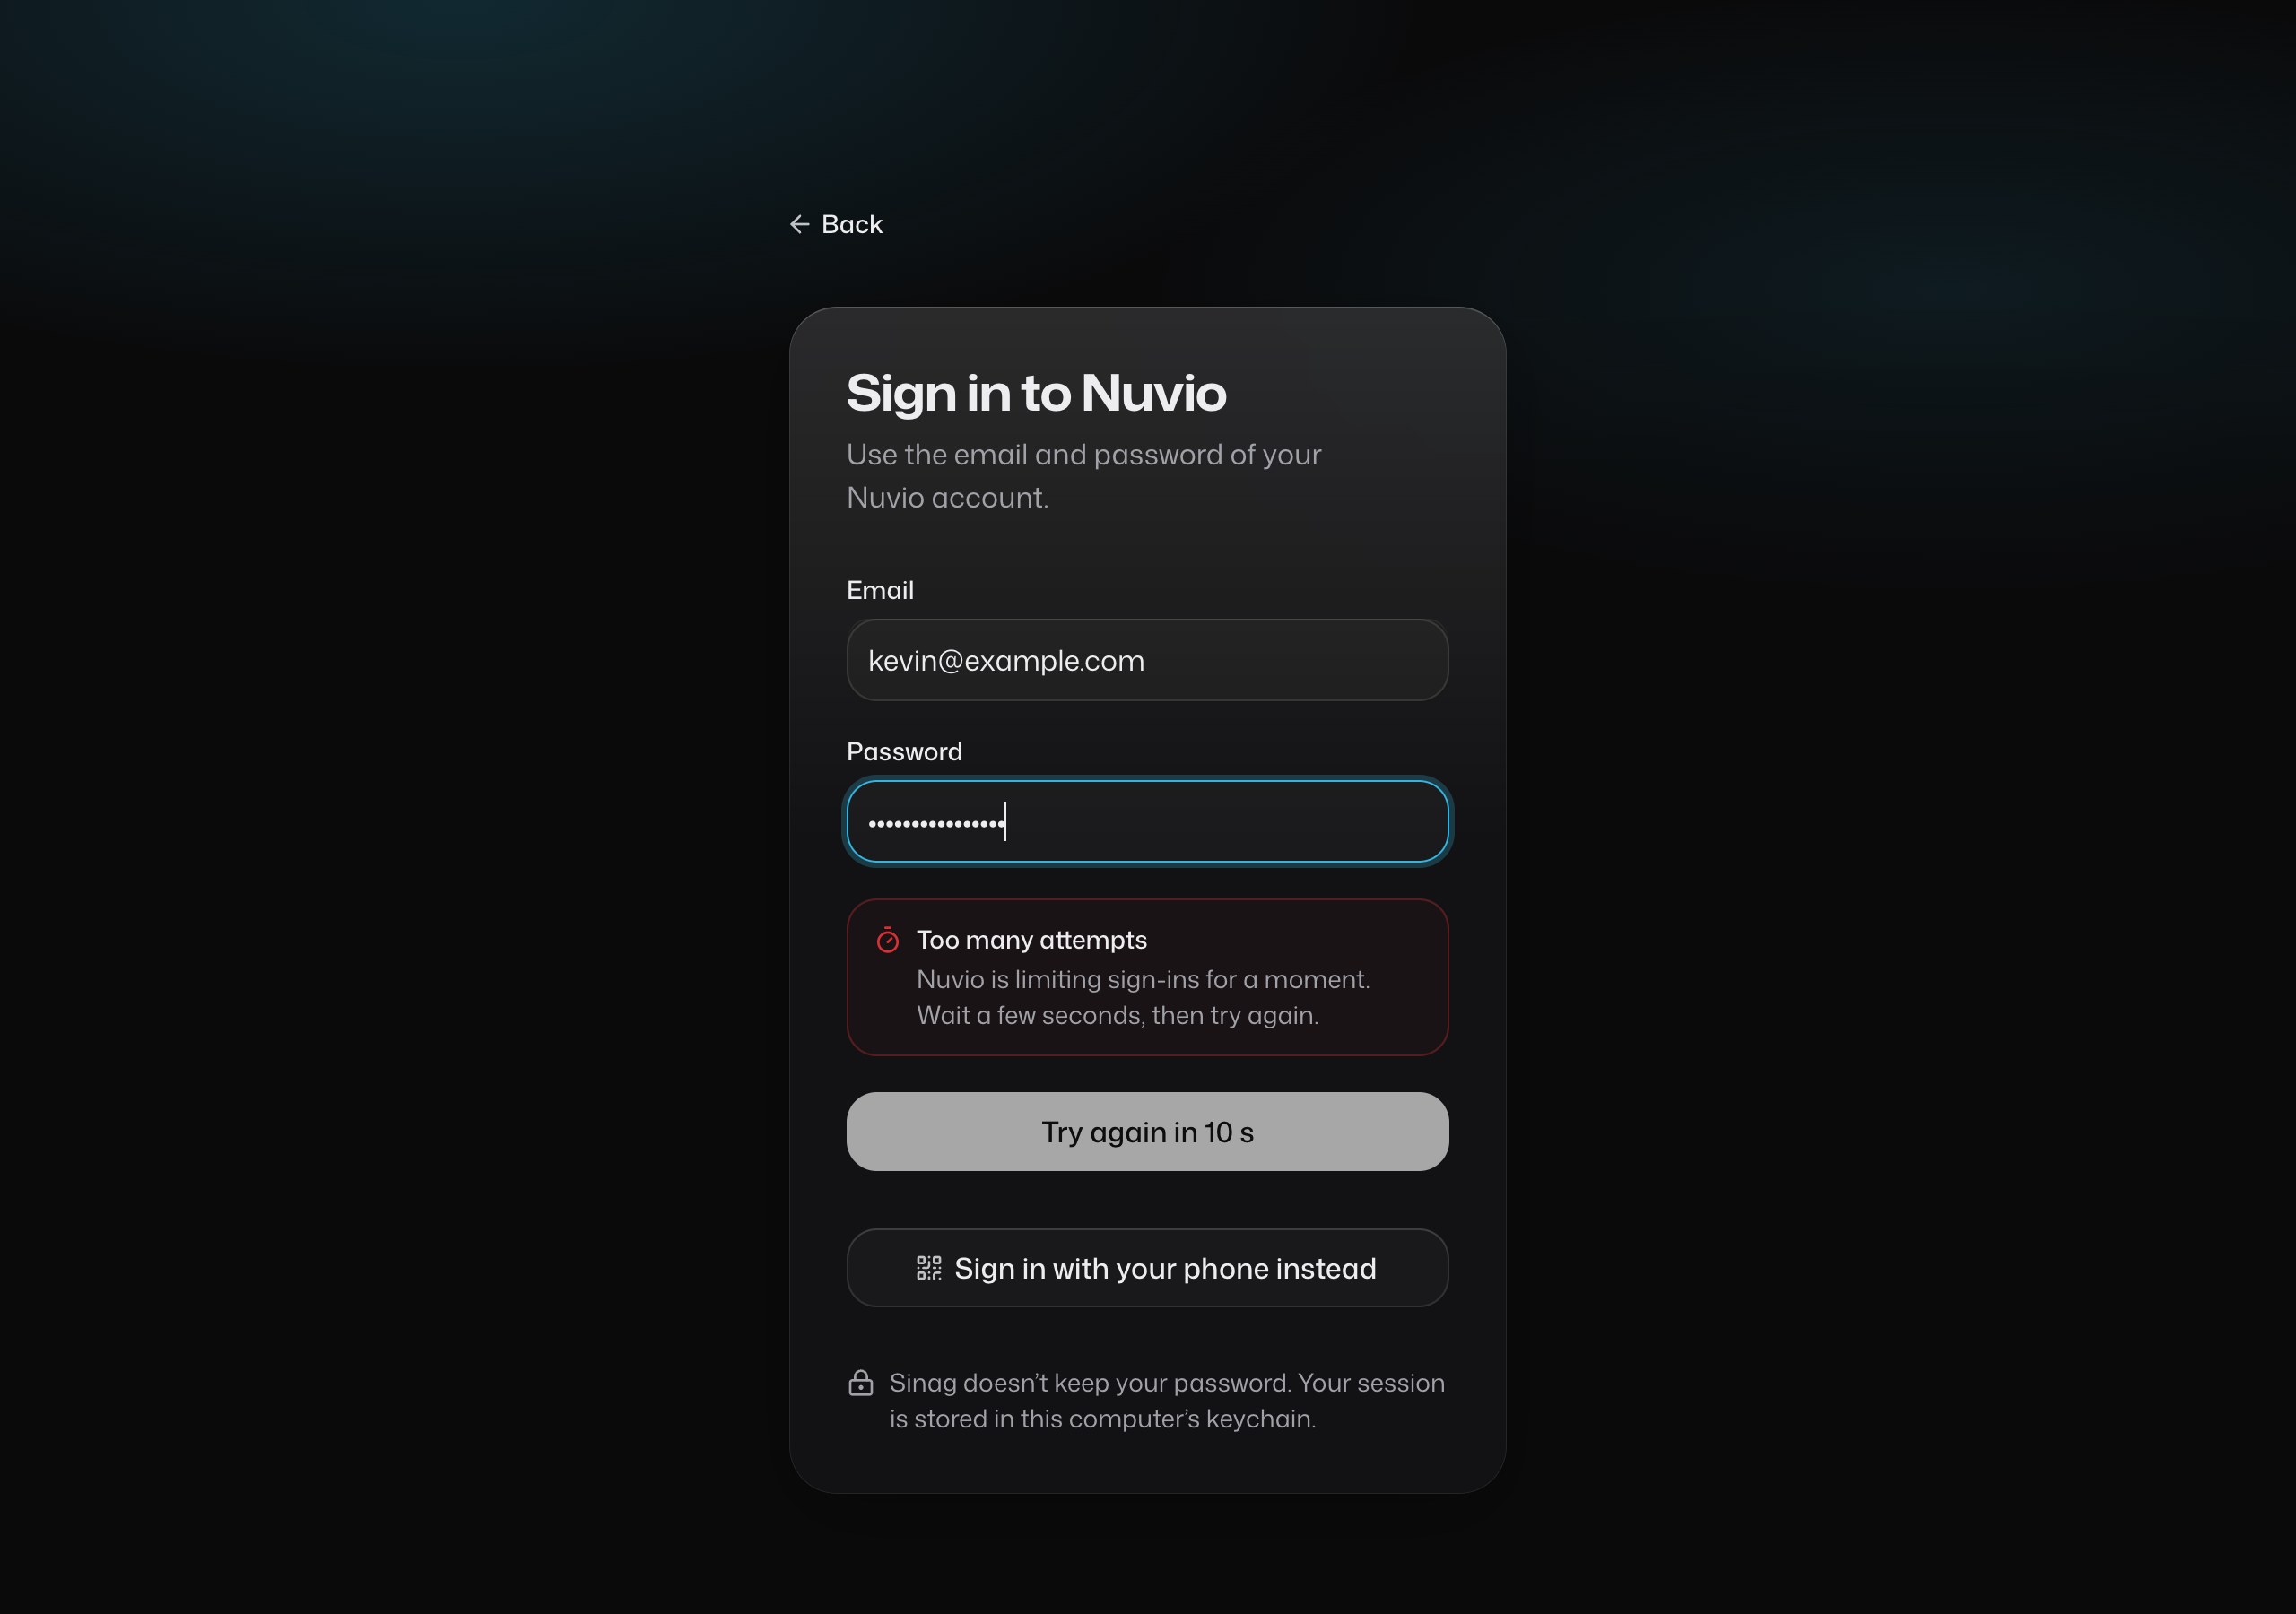 Back
Sign in to Nuvio
Use the email and password of your
Nuvio account.
Email
kevin@example.com
Password
••••••••••••••••
Too many attempts
Nuvio is limiting sign-ins for a moment.
Wait a few seconds, then try again.
Try again in 10 s
Sign in with your phone instead
Sinag doesn’t keep your password. Your session
is stored in this computer’s keychain.